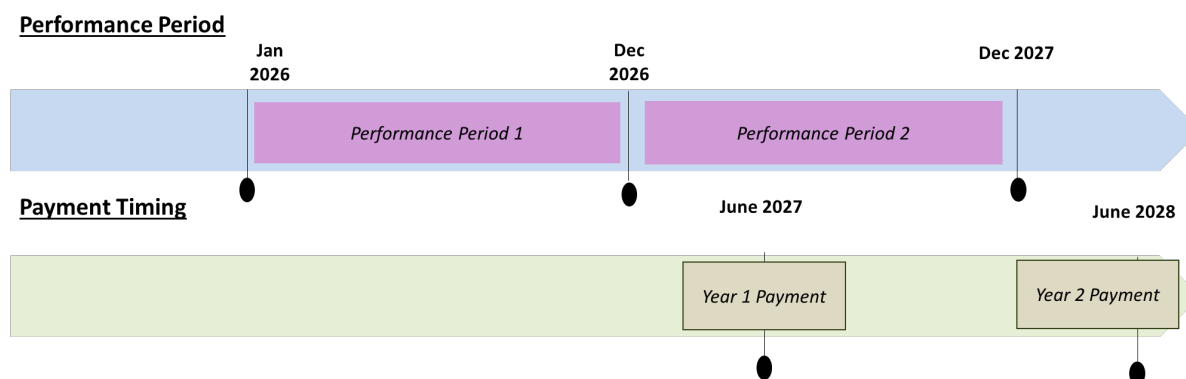 Performance Period
Jan
2026
Dec
2026
Dec 2027
Performance Period 1
Performance Period 2
Payment Timing
June 2027
June 2028
Year 1 Payment
Year 2 Payment